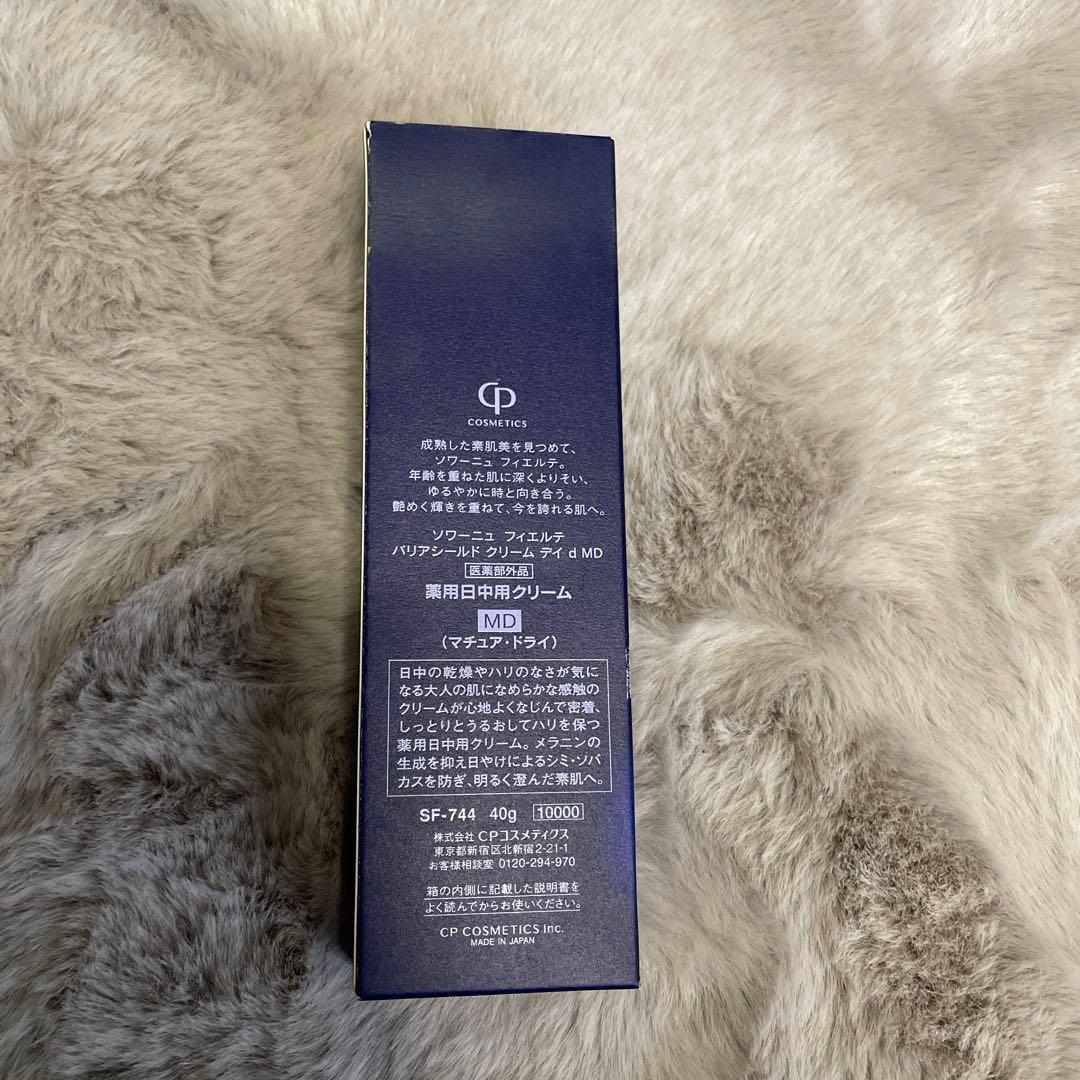 CP
COSMETICS
成熟した素肌美を見つめて、
ソワーニュ フィエルテ。
年齢を重ねた肌に深くよりそい、
ゆるやかに時と向き合う。
艶めく輝きを重ねて、今を誇れる肌へ。
ソワーニュ フィエルテ
バリアシールド クリーム デイ d MD
医薬部外品
薬用日中用クリーム
MD
(マチュア・ドライ)
日中の乾燥やハリのなさが気に
なる大人の肌になめらかな感触の
クリームが心地よくなじんで密着、
しっとりとうるおしてハリを保つ
薬用日中用クリーム。メラニンの
生成を抑え日やけによるシミ・ソバ
カスを防ぎ、明るく澄んだ素肌へ。
SF-744 40g 10000
株式会社 CPコスメティクス
東京都新宿区北新宿2-21-1
お客様相談室 0120-294-970
箱の内側に記載した説明書を
よく読んでからお使いください。
CP COSMETICS Inc.
MADE IN JAPAN